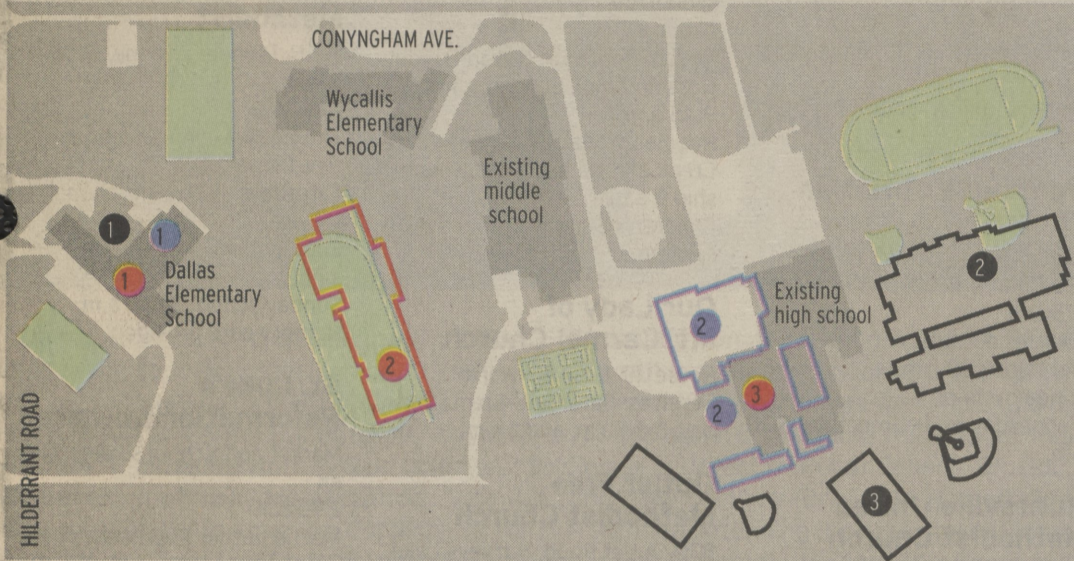 CONYNGHAM AVE.
Wycallis
Elementary
School
Existing
middle
school
1
1
1
Dallas
Elementary
School
2
2
Existing
high school
2
3
2
3
HILDERRANT ROAD